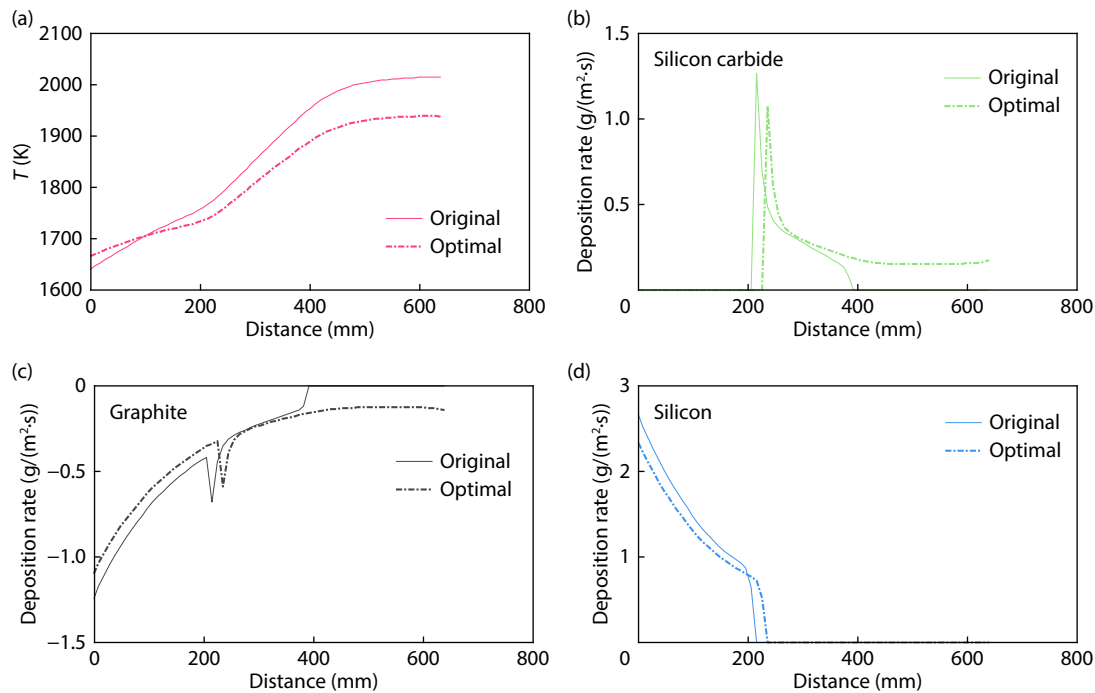 (a)
2100
2000
1900
1800
1700
1600
T (K)
Original
Optimal
0
200
400
600
800
Distance (mm)
(b)
1.5
1.0
0.5
Deposition rate (g/(m²·s))
Silicon carbide
Original
Optimal
0
200
400
600
800
Distance (mm)
(c)
0
−0.5
−1.0
−1.5
Deposition rate (g/(m²·s))
Graphite
Original
Optimal
0
200
400
600
800
Distance (mm)
(d)
3
2
1
Deposition rate (g/(m²·s))
Silicon
Original
Optimal
0
200
400
600
800
Distance (mm)